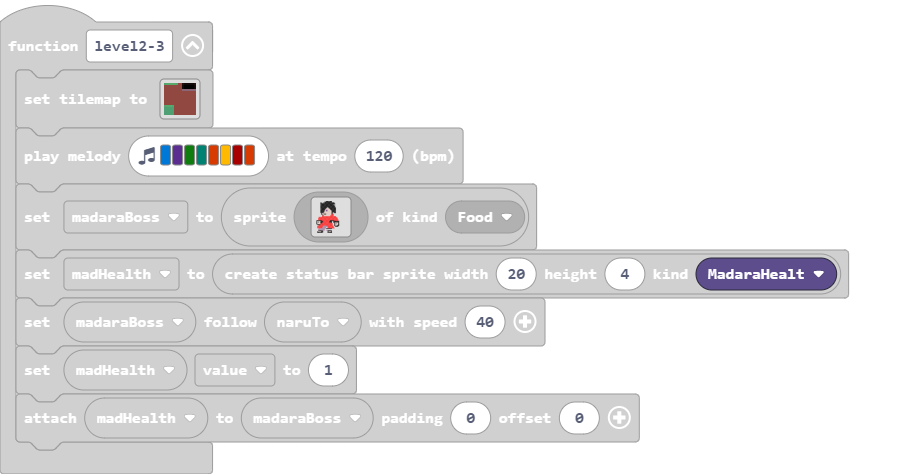 function level2-3
set tilemap to
play melody at tempo 120 (bpm)
set madaraBoss to sprite of kind Food
set madHealth to create status bar sprite width 20 height 4 kind MadaraHealt
set madaraBoss follow naruTo with speed 40
set madHealth value to 1
attach madHealth to madaraBoss padding 0 offset 0